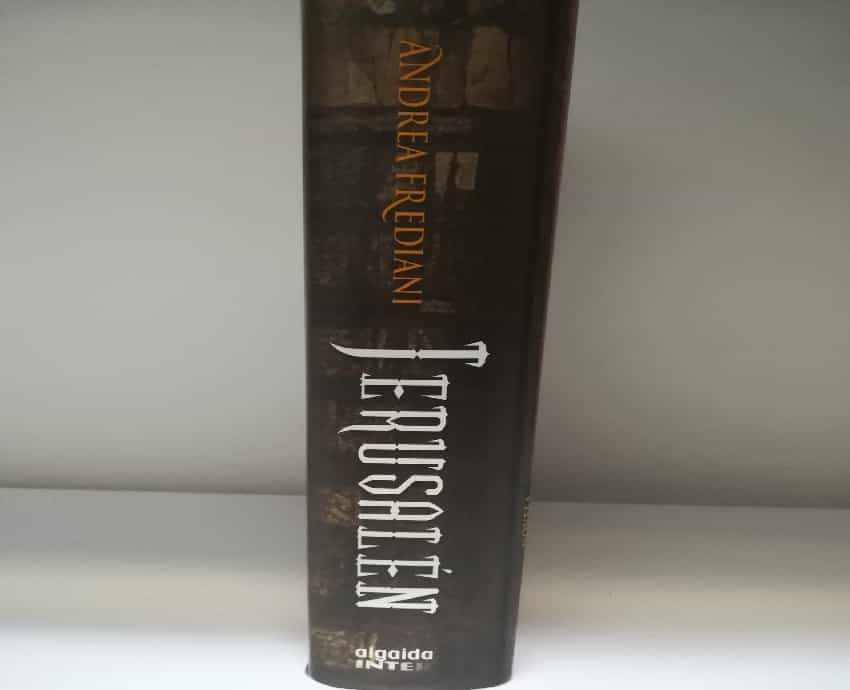 ANDREA FREDIANI
JERUSALÉN
algaida
INTER